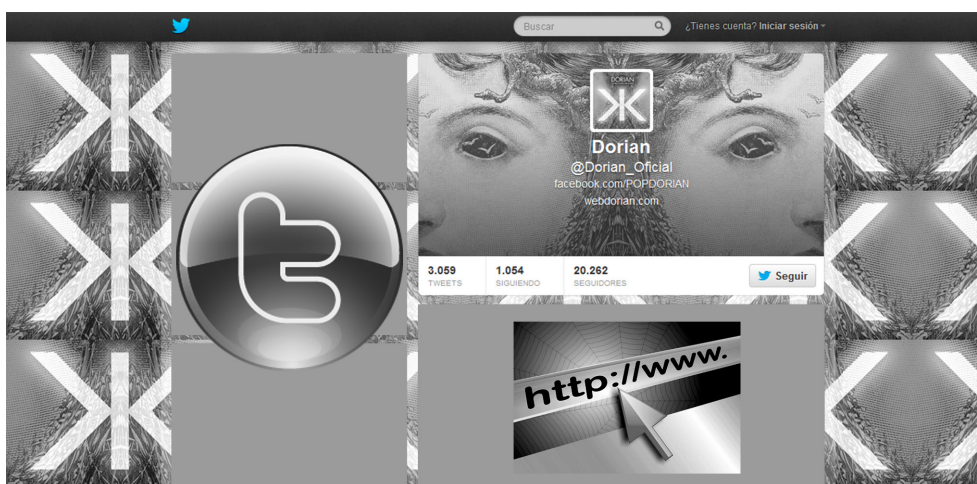 Buscar
¿Tienes cuenta? Iniciar sesión
DORIAN
Dorian
@Dorian_Oficial
facebook.com/POPDORIAN
webdorian.com
3.059
TWEETS
1.054
SIGUIENDO
20.262
SEGUIDORES
Seguir
t
http://www.